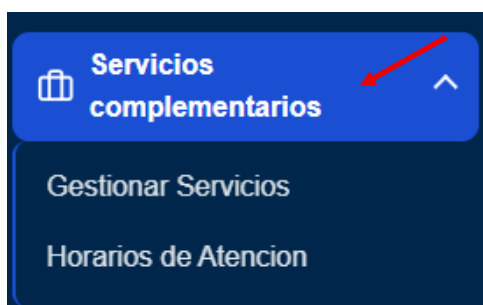 Servicios
complementarios
Gestionar Servicios
Horarios de Atencion